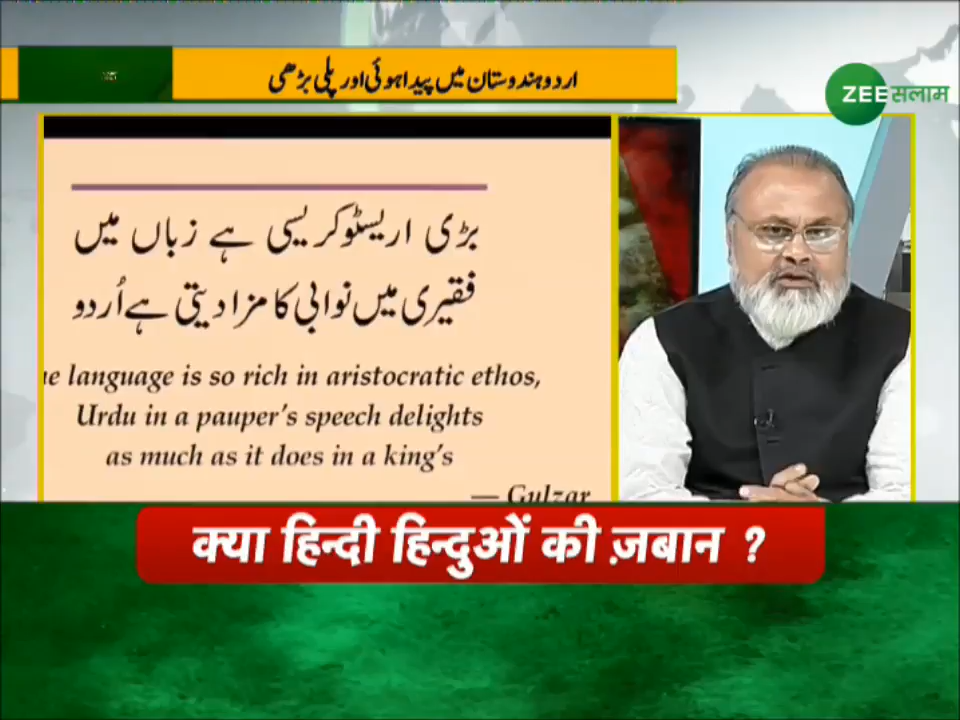 اردو ہندوستان میں پیدا ہوئی اور پلی بڑھی
ZEE सलाम
بڑی ارسٹوکریسی ہے زباں میں
فقیری میں نوابی کا مزا دیتی ہے اُردو
language is so rich in aristocratic ethos,
Urdu in a pauper's speech delights
as much as it does in a king's
— Gulzar
क्या हिन्दी हिन्दुओं की ज़बान ?